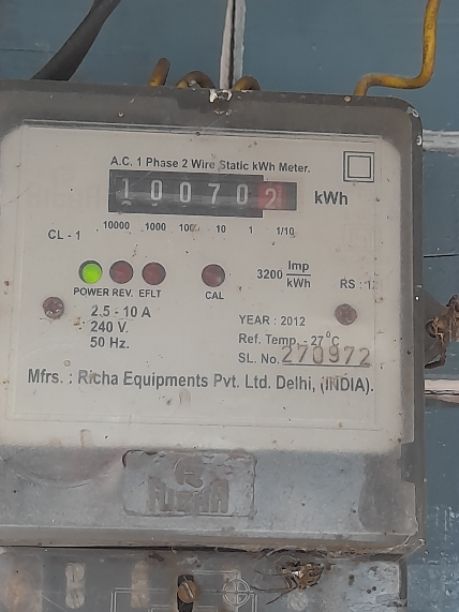 A.C. 1 Phase 2 Wire Static kWh Meter.
100702 kWh
CL - 1 10000 1000 100 10 1 1/10
3200 Imp/kWh
RS : 1
POWER REV. EFLT CAL
2.5 - 10 A
240 V.
50 Hz.
YEAR : 2012
Ref. Temp. - 27°C
SL. No. 270972
Mfrs. : Richa Equipments Pvt. Ltd. Delhi, (INDIA).